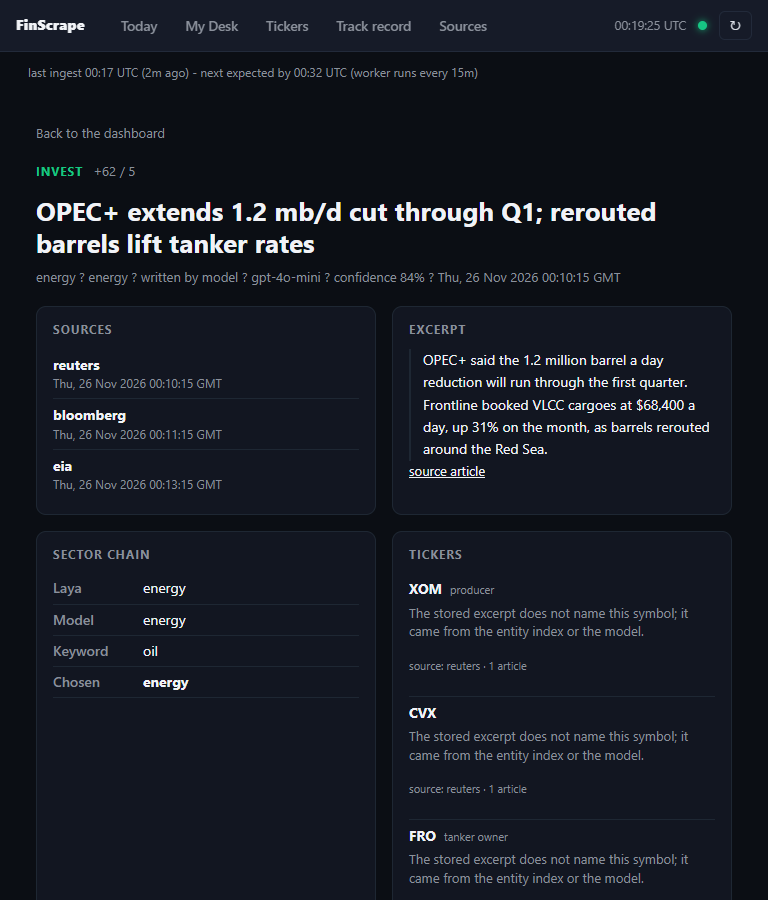 FinScrape Today My Desk Tickers Track record Sources 00:19:25 UTC ↻
last ingest 00:17 UTC (2m ago) - next expected by 00:32 UTC (worker runs every 15m)
Back to the dashboard
INVEST +62 / 5
OPEC+ extends 1.2 mb/d cut through Q1; rerouted
barrels lift tanker rates
energy ? energy ? written by model ? gpt-4o-mini ? confidence 84% ? Thu, 26 Nov 2026 00:10:15 GMT
SOURCES
reuters
Thu, 26 Nov 2026 00:10:15 GMT
bloomberg
Thu, 26 Nov 2026 00:11:15 GMT
eia
Thu, 26 Nov 2026 00:13:15 GMT
EXCERPT
OPEC+ said the 1.2 million barrel a day
reduction will run through the first quarter.
Frontline booked VLCC cargoes at $68,400 a
day, up 31% on the month, as barrels rerouted
around the Red Sea.
source article
SECTOR CHAIN
Laya energy
Model energy
Keyword oil
Chosen energy
TICKERS
XOM producer
The stored excerpt does not name this symbol; it
came from the entity index or the model.
source: reuters · 1 article
CVX
The stored excerpt does not name this symbol; it
came from the entity index or the model.
source: reuters · 1 article
FRO tanker owner
The stored excerpt does not name this symbol; it
came from the entity index or the model.